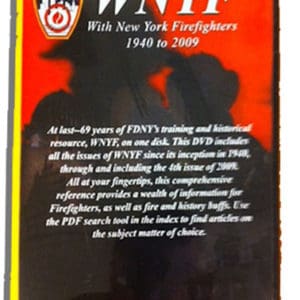 WNYF
With New York Firefighters
1940 to 2009
At last--69 years of FDNY's training and historical
resource, WNYF, on one disk. This DVD includes
all the issues of WNYF since its inception in 1940,
through and including the 4th issue of 2009.
All at your fingertips, this comprehensive
reference provides a wealth of information for
Firefighters, as well as fire and history buffs. Use
the PDF search tool in the index to find articles on
the subject matter of choice.